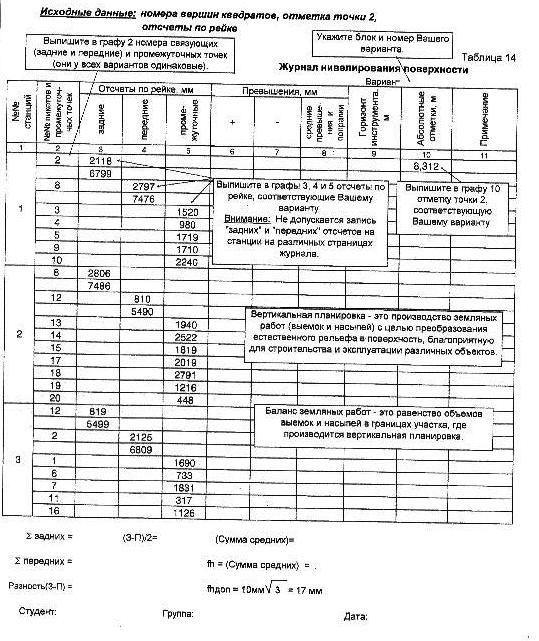 Исходные данные: номера вершин квадратов, отметка точки 2,
отсчеты по рейке
Выпишите в графу 2 номера связующих
(задние и передние) и промежуточных точек
(они у всех вариантов одинаковые).
Укажите блок и номер Вашего
варианта.
Таблица 14
Журнал нивелирования поверхности
Вариант
№№ станций
№№ пикетов и промежуточных точек
Отсчеты по рейке, мм
Превышения, мм
Горизонт инструмента, м
Абсолютные отметки, м
Примечание
задние
передние
проме-жуточные
+
-
средние превыше-ния и поправки
1 2 3 4 5 6 7 8 9 10 11
1
2 2118 8,312
6799
8 2797
7476
3 1520
4 980
5 1719
9 1710
10 2240
Выпишите в графы 3, 4 и 5 отсчеты по
рейке, соответствующие Вашему
варианту
Внимание: Не допускается запись
"задних" и "передних" отсчетов на
станции на различных страницах
журнала.
Выпишите в графу 10
отметку точки 2,
соответствующую
Вашему варианту
2
8 2806
7486
12 810
5490
13 1940
14 2522
15 1819
17 2019
18 2791
19 1216
20 448
Вертикальная планировка - это производство земляных
работ (выемок и насыпей) с целью преобразования
естественного рельефа в поверхность, благоприятную
для строительства и эксплуатации различных объектов.
3
12 819
5499
2 2125
6809
1 1690
6 733
7 1831
11 317
16 1126
Баланс земляных работ - это равенство объемов
выемок и насыпей в границах участка, где
производится вертикальная планировка.
Σ задних = (З-П)/2= (Сумма средних)=
Σ передних = fh = (Сумма средних) = .
Разность(З-П) = fhдоп = 10мм√3 = 17 мм
Студент: Группа: Дата: